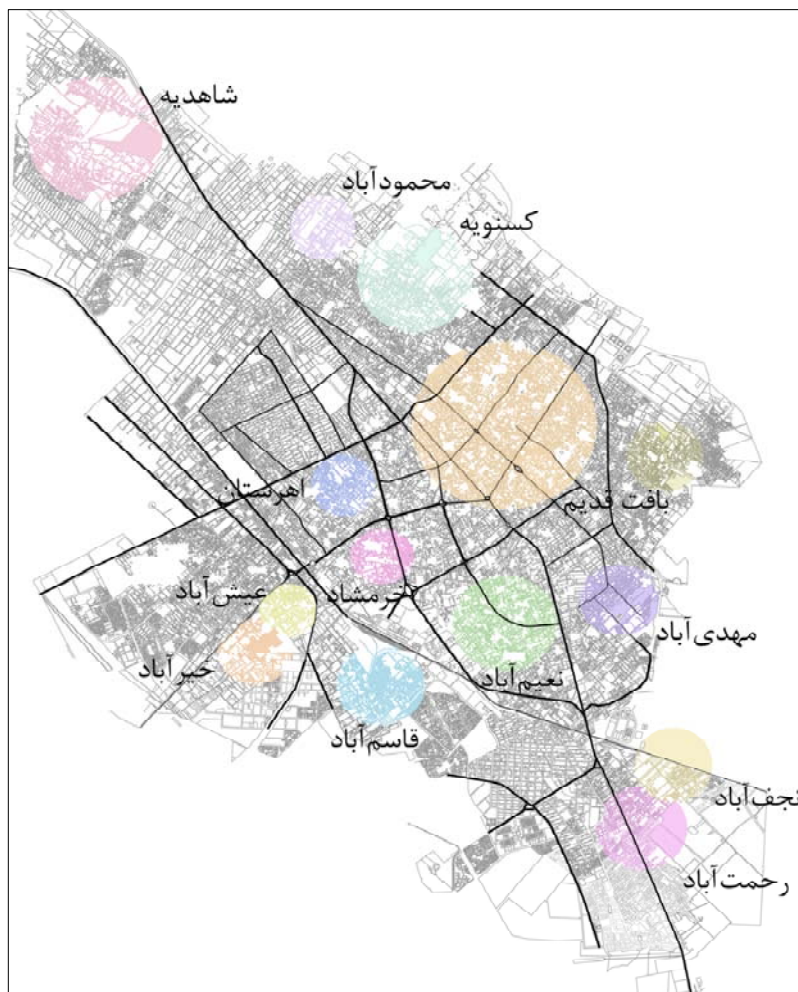 شاهدیه
محمودآباد
کسنویه
اهرستان
بافت قدیم
عیش‌آباد
خرمشاد
مهدی‌آباد
خیرآباد
نعیم‌آباد
قاسم‌آباد
نجف‌آباد
رحمت‌آباد